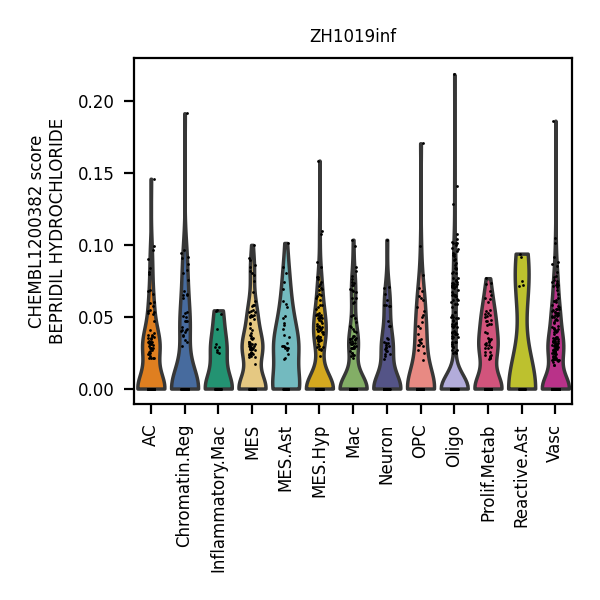 ZH1019inf
CHEMBL1200382 score
BEPRIDIL HYDROCHLORIDE
0.20
0.15
0.10
0.05
0.00
AC
Chromatin.Reg
Inflammatory.Mac
MES
MES.Ast
MES.Hyp
Mac
Neuron
OPC
Oligo
Prolif.Metab
Reactive.Ast
Vasc